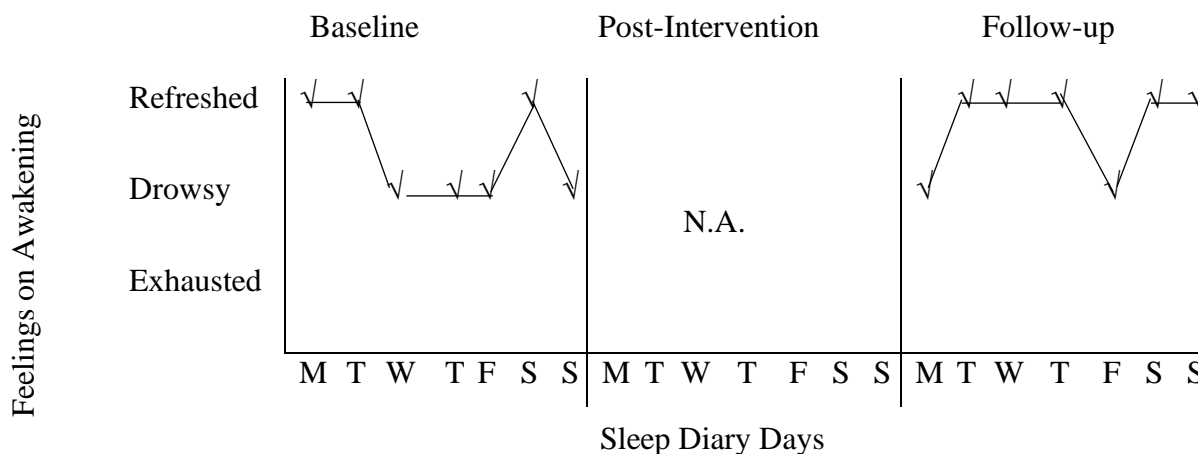 Baseline Post-Intervention Follow-up
Refreshed
Drowsy
N.A.
Exhausted
Feelings on Awakening
M T W T F S S M T W T F S S M T W T F S S
Sleep Diary Days